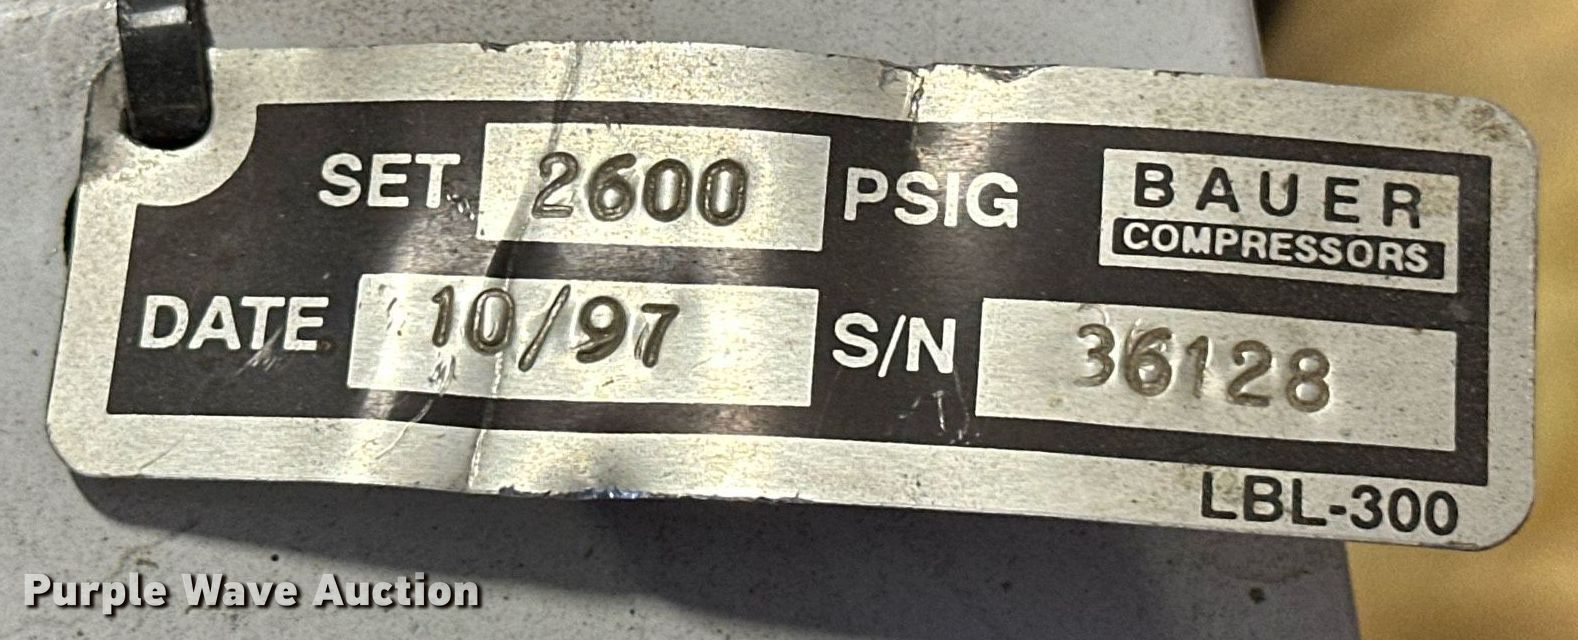 SET 2600 PSIG
BAUER
COMPRESSORS
DATE 10/97 S/N 36128
LBL-300
Purple Wave Auction